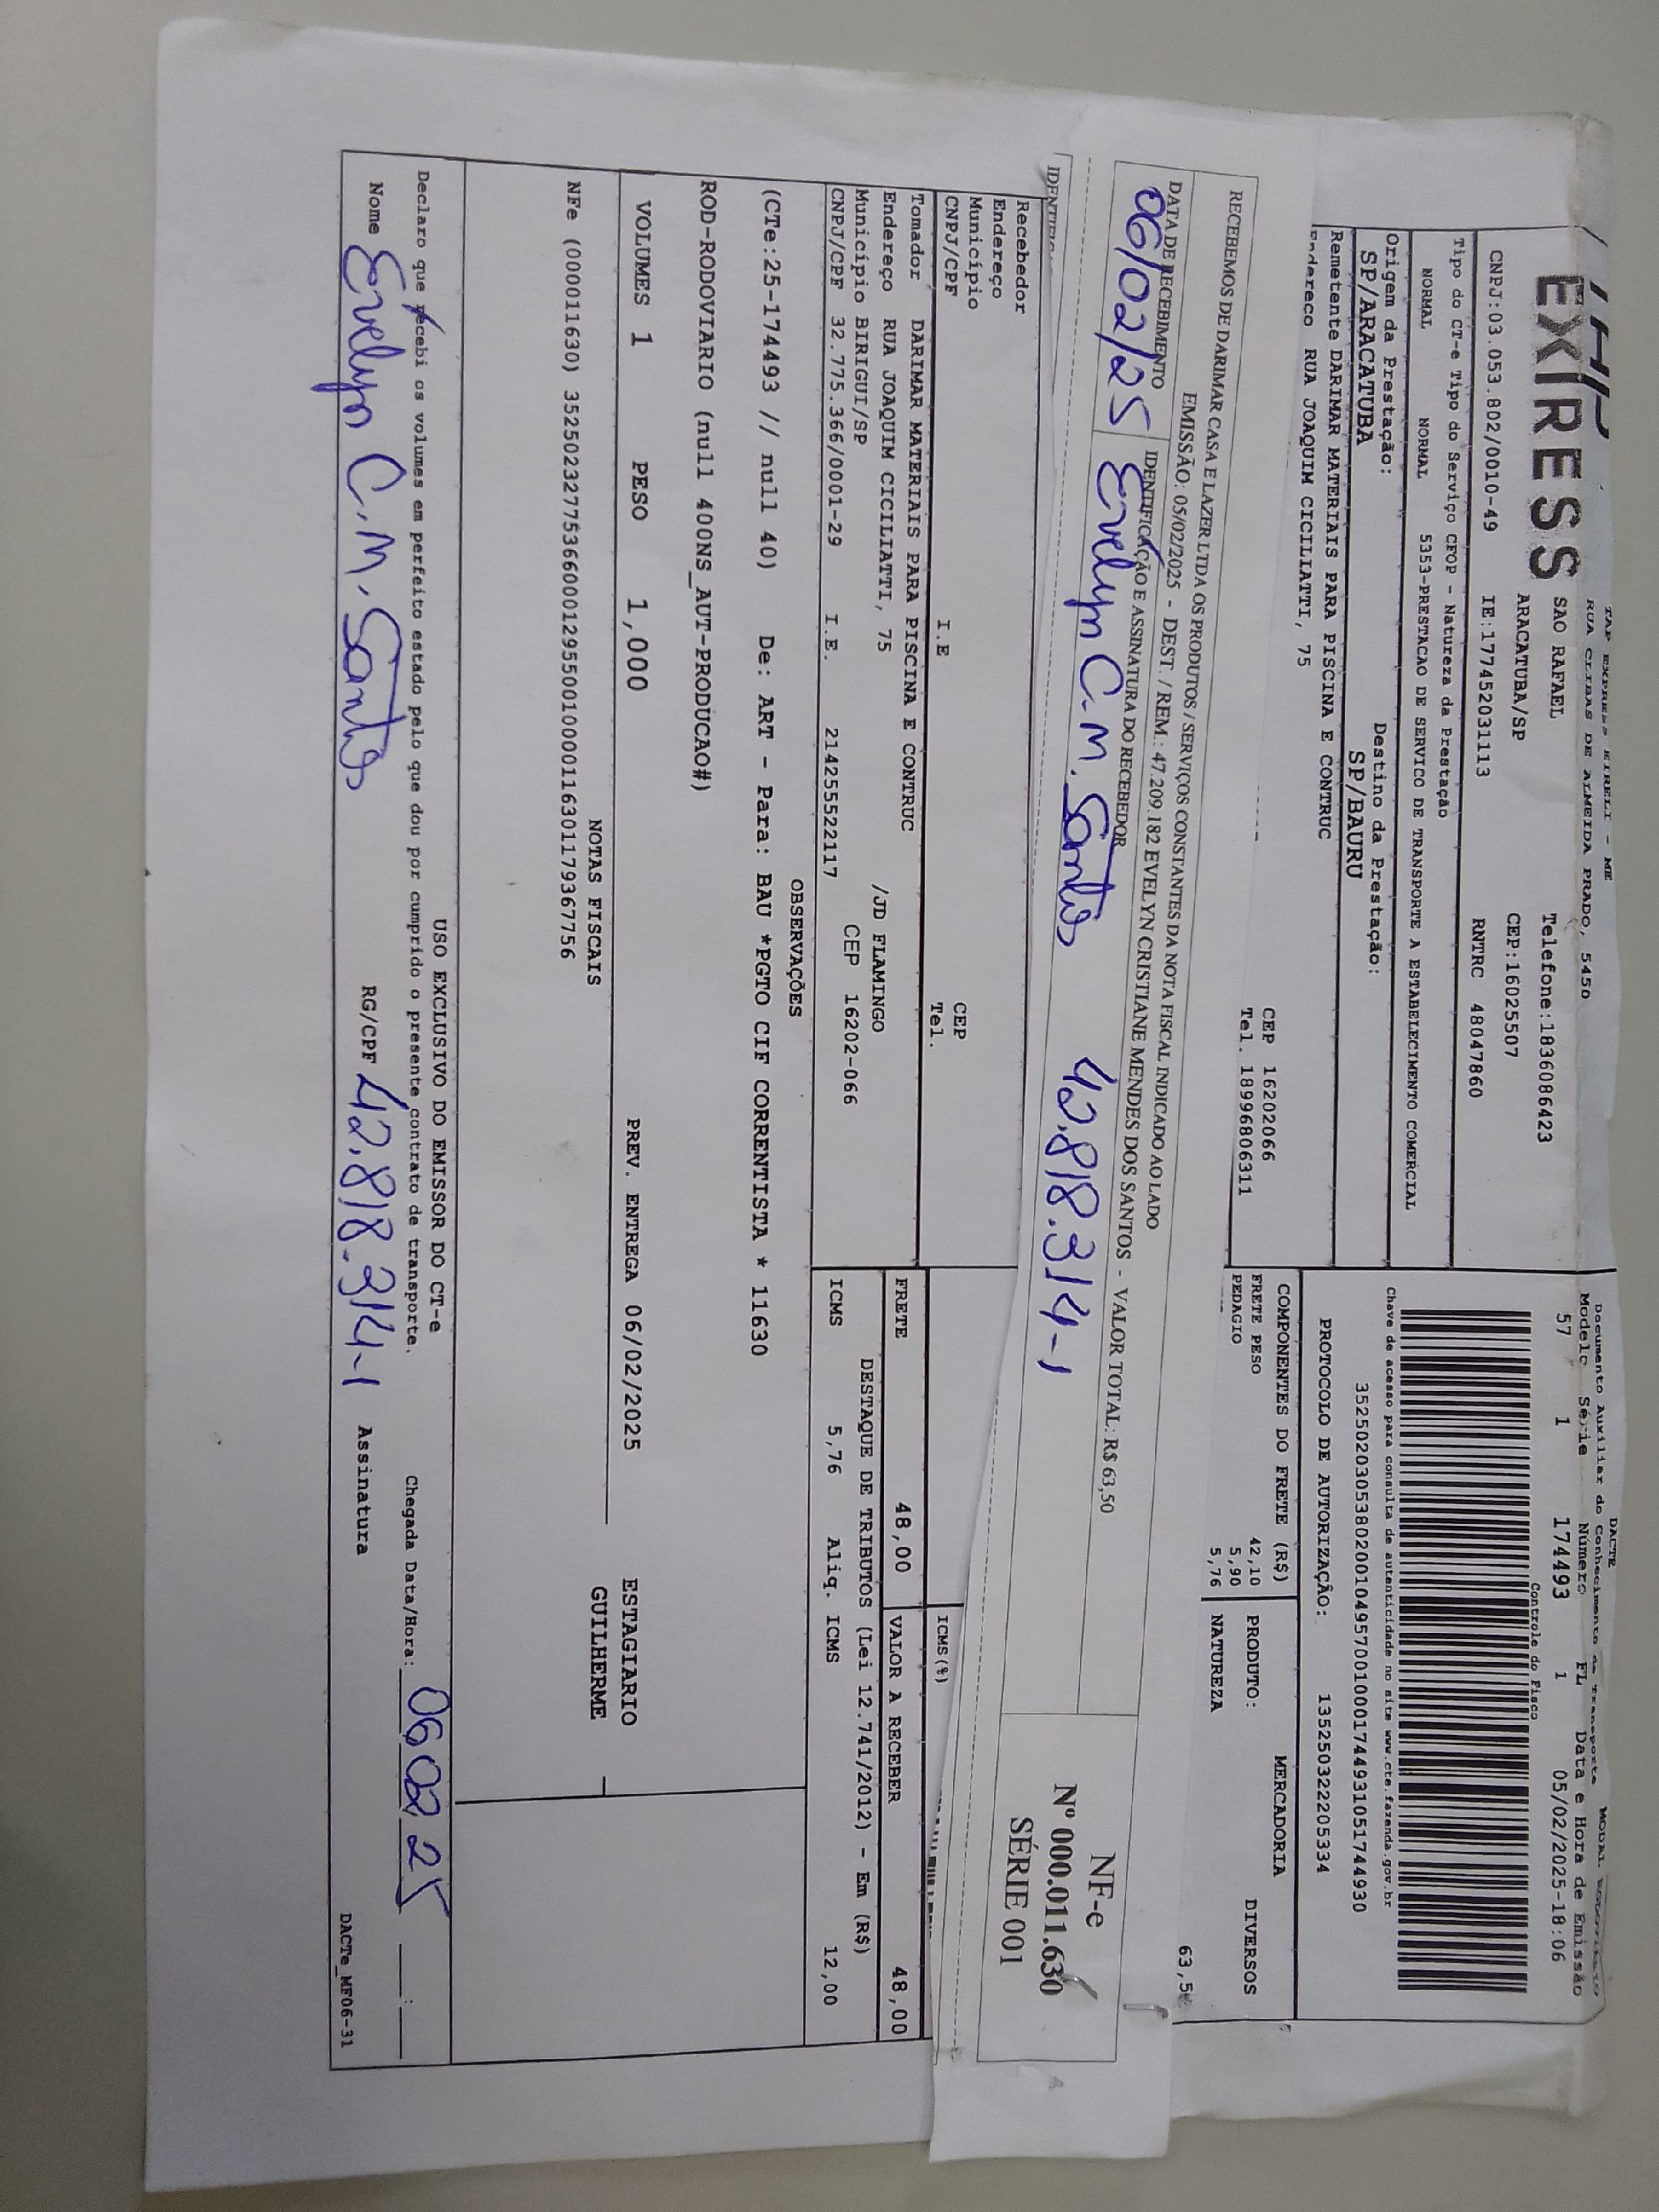 TAP EXPRESS EIRELI - ME
RUA CLIBAS DE ALMEIDA PRADO, 5450
EXPRESS SAO RAFAEL Telefone:1836086423
ARACATUBA/SP CEP:16025507
CNPJ:03.053.802/0010-49 IE:177452031113 RNTRC 48047860
Tipo do CT-e Tipo do Serviço CFOP - Natureza da Prestação
NORMAL NORMAL 5353-PRESTACAO DE SERVICO DE TRANSPORTE A ESTABELECIMENTO COMERCIAL
Origem da Prestação: Destino da Prestação:
SP/ARACATUBA SP/BAURU
Remetente DARIMAR MATERIAIS PARA PISCINA E CONTRUC
Endereco RUA JOAQUIM CICILIATTI, 75
CEP 16202066
Tel. 18996806311
DACTE
Documento Auxiliar do Conhecimento de Transporte MODAL RODOVIARIO
Modelo Série Número FL Data e Hora de Emissão
57 1 174493 1 05/02/2025-18:06
Controle do Fisco
Chave de acesso para consulta de autenticidade no site www.cte.fazenda.gov.br
35250203053802001049570010001744931051744930
PROTOCOLO DE AUTORIZAÇÃO: 135250322205334
COMPONENTES DO FRETE (R$)
FRETE PESO 42,10
PEDAGIO 5,90
5,76
MERCADORIA
PRODUTO: DIVERSOS
NATUREZA
63,5
RECEBEMOS DE DARIMAR CASA E LAZER LTDA OS PRODUTOS / SERVIÇOS CONSTANTES DA NOTA FISCAL INDICADO AO LADO
EMISSÃO: 05/02/2025 - DEST. / REM.: 47.209.182 EVELYN CRISTIANE MENDES DOS SANTOS - VALOR TOTAL: R$ 63,50
DATA DE RECEBIMENTO IDENTIFICAÇÃO E ASSINATURA DO RECEBEDOR
06/02/25 Evelyn C.M. Santos 42.818.314-1
NF-e
Nº 000.011.630
SÉRIE 001
Recebedor
Endereço
Município CEP
CNPJ/CPF I.E Tel.
ICMS(%)
Tomador DARIMAR MATERIAIS PARA PISCINA E CONTRUC
Endereço RUA JOAQUIM CICILIATTI, 75 /JD FLAMINGO
Município BIRIGUI/SP CEP 16202-066
CNPJ/CPF 32.775.366/0001-29 I.E. 214255522117
FRETE 48,00 VALOR A RECEBER 48,00
DESTAQUE DE TRIBUTOS (Lei 12.741/2012) - Em (R$)
ICMS 5,76 Aliq. ICMS 12,00
OBSERVAÇÕES
(CTe:25-174493 // null 40) De: ART - Para: BAU *PGTO CIF CORRENTISTA * 11630
ROD-RODOVIARIO (null 400NS_AUT-PRODUCAO#)
VOLUMES 1 PESO 1,000 PREV. ENTREGA 06/02/2025 ESTAGIARIO
GUILHERME
NOTAS FISCAIS
NFe (000011630) 35250232775366000129550010000116301179367756
USO EXCLUSIVO DO EMISSOR DO CT-e
Declaro que recebi os volumes em perfeito estado pelo que dou por cumprido o presente contrato de transporte. Chegada Data/Hora: 06 02 25 __:__
Nome Evelyn C.M. Santos RG/CPF 42.818.314-1 Assinatura
DACTe_MF06-31